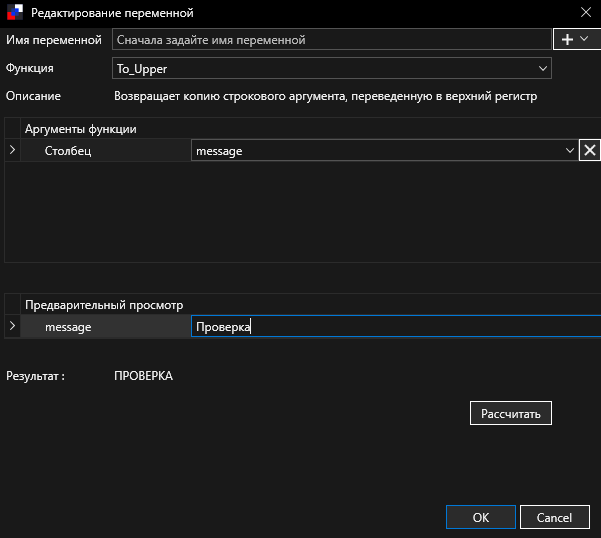 Редактирование переменной
Имя переменной Сначала задайте имя переменной
Функция To_Upper
Описание Возвращает копию строкового аргумента, переведенную в верхний регистр
Аргументы функции
Столбец message
Предварительный просмотр
message Проверка
Результат : ПРОВЕРКА
Рассчитать
OK Cancel